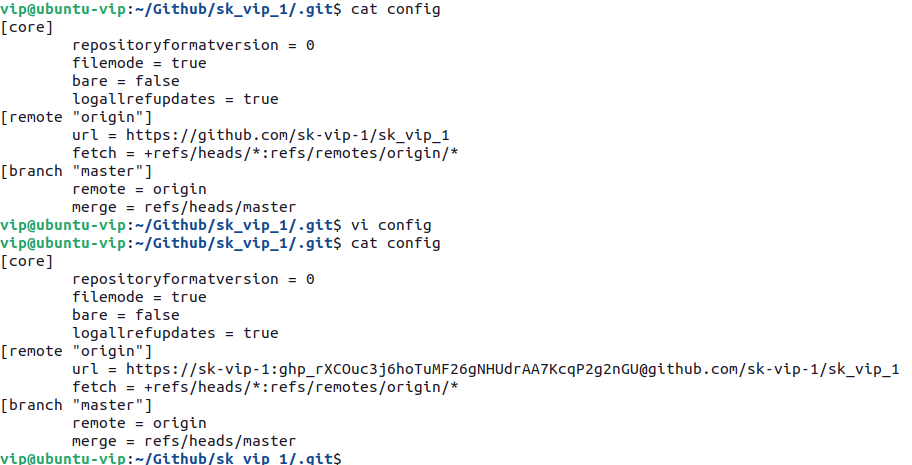 vip@ubuntu-vip:~/Github/sk_vip_1/.git$ cat config
[core]
        repositoryformatversion = 0
        filemode = true
        bare = false
        logallrefupdates = true
[remote "origin"]
        url = https://github.com/sk-vip-1/sk_vip_1
        fetch = +refs/heads/*:refs/remotes/origin/*
[branch "master"]
        remote = origin
        merge = refs/heads/master
vip@ubuntu-vip:~/Github/sk_vip_1/.git$ vi config
vip@ubuntu-vip:~/Github/sk_vip_1/.git$ cat config
[core]
        repositoryformatversion = 0
        filemode = true
        bare = false
        logallrefupdates = true
[remote "origin"]
        url = https://sk-vip-1: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@github.com/sk-vip-1/sk_vip_1
        fetch = +refs/heads/*:refs/remotes/origin/*
[branch "master"]
        remote = origin
        merge = refs/heads/master
vip@ubuntu-vip:~/Github/sk_vip_1/.git$